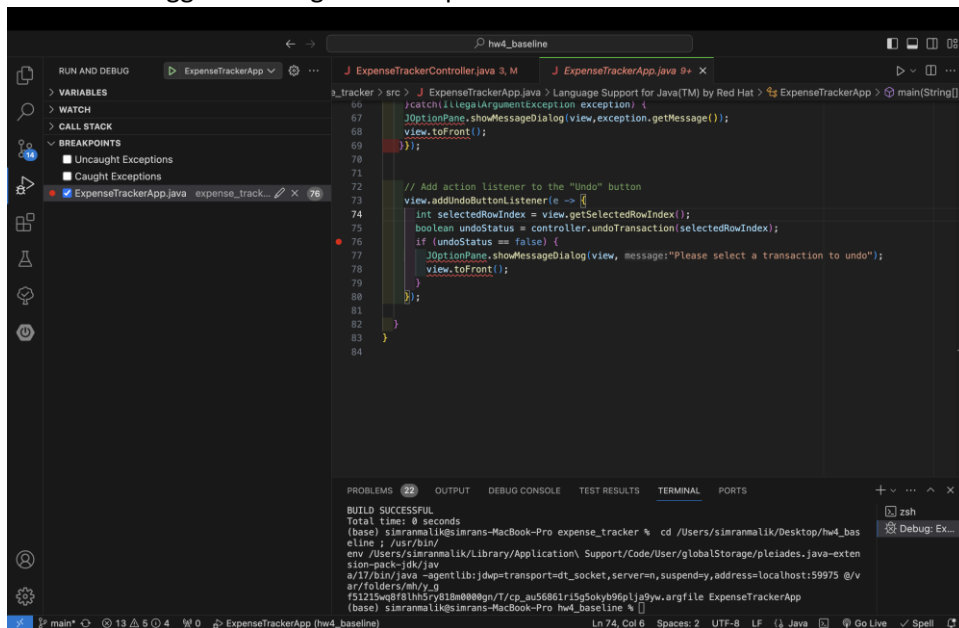 hw4_baseline
RUN AND DEBUG
ExpenseTrackerApp
VARIABLES
WATCH
CALL STACK
BREAKPOINTS
Uncaught Exceptions
Caught Exceptions
ExpenseTrackerApp.java expense_track... 76
14
J ExpenseTrackerController.java 3, M
J ExpenseTrackerApp.java 9+
e_tracker > src > J ExpenseTrackerApp.java > Language Support for Java(TM) by Red Hat > ExpenseTrackerApp > main(String[]
66 }catch(IllegalArgumentException exception) {
67 JOptionPane.showMessageDialog(view,exception.getMessage());
68 view.toFront();
69 }});
70
71
72 // Add action listener to the "Undo" button
73 view.addUndoButtonListener(e -> {
74 int selectedRowIndex = view.getSelectedRowIndex();
75 boolean undoStatus = controller.undoTransaction(selectedRowIndex);
76 if (undoStatus == false) {
77 JOptionPane.showMessageDialog(view, message:"Please select a transaction to undo");
78 view.toFront();
79 }
80 });
81
82 }
83 }
84
PROBLEMS 22 OUTPUT DEBUG CONSOLE TEST RESULTS TERMINAL PORTS
zsh
Debug: Ex...
BUILD SUCCESSFUL
Total time: 0 seconds
(base) simranmalik@simrans-MacBook-Pro expense_tracker % cd /Users/simranmalik/Desktop/hw4_bas
eline ; /usr/bin/
env /Users/simranmalik/Library/Application\ Support/Code/User/globalStorage/pleiades.java-exten
sion-pack-jdk/jav
a/17/bin/java -agentlib:jdwp=transport=dt_socket,server=n,suspend=y,address=localhost:59975 @/v
ar/folders/mh/y_g
f51215wq8f8lhh5ry818m0000gn/T/cp_au56861ri5g5okyb96plja9yw.argfile ExpenseTrackerApp
(base) simranmalik@simrans-MacBook-Pro hw4_baseline %
main* 13 5 4 0 ExpenseTrackerApp (hw4_baseline) Ln 74, Col 6 Spaces: 2 UTF-8 LF Java Go Live Spell